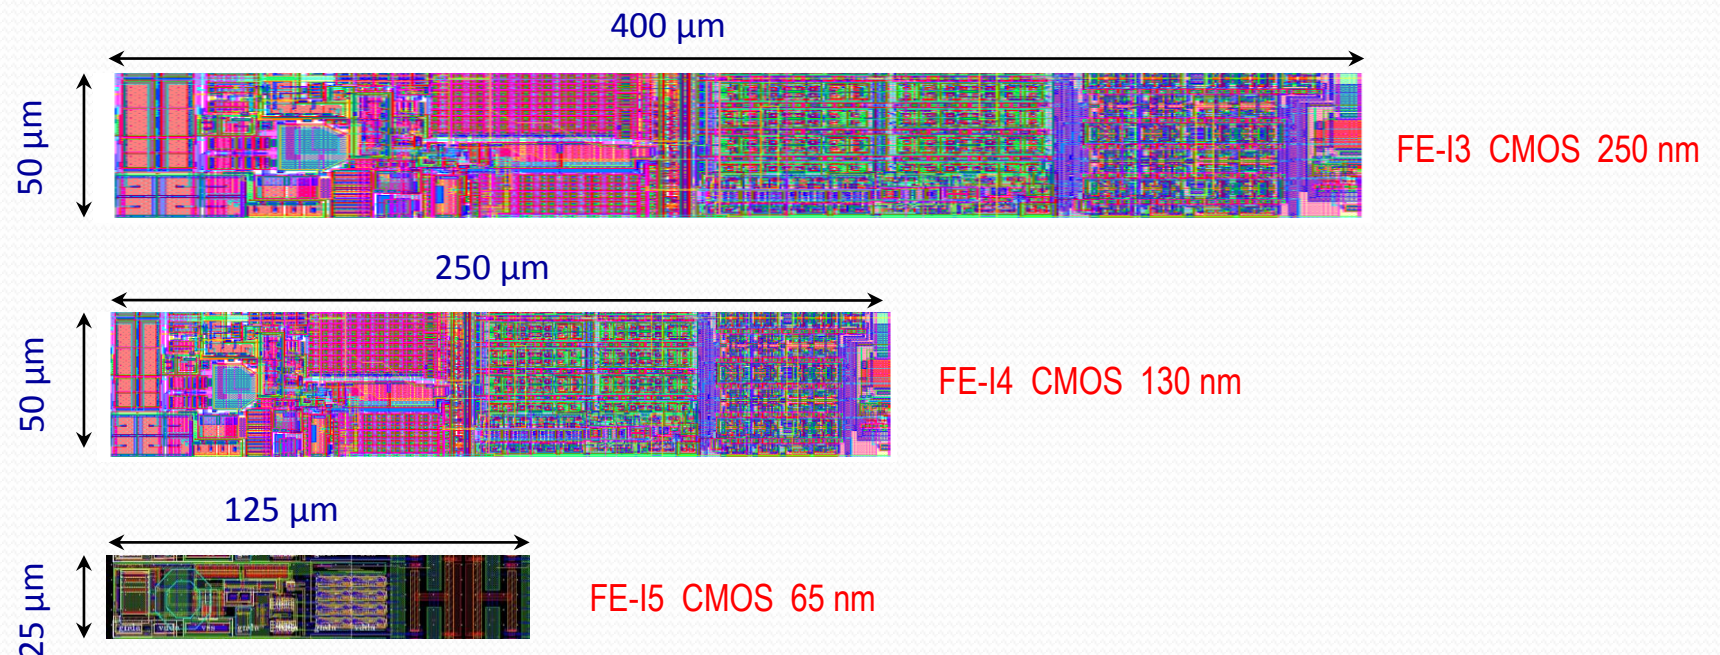 400 µm
50 µm
FE-I3 CMOS 250 nm
250 µm
50 µm
FE-I4 CMOS 130 nm
125 µm
25 µm
FE-I5 CMOS 65 nm